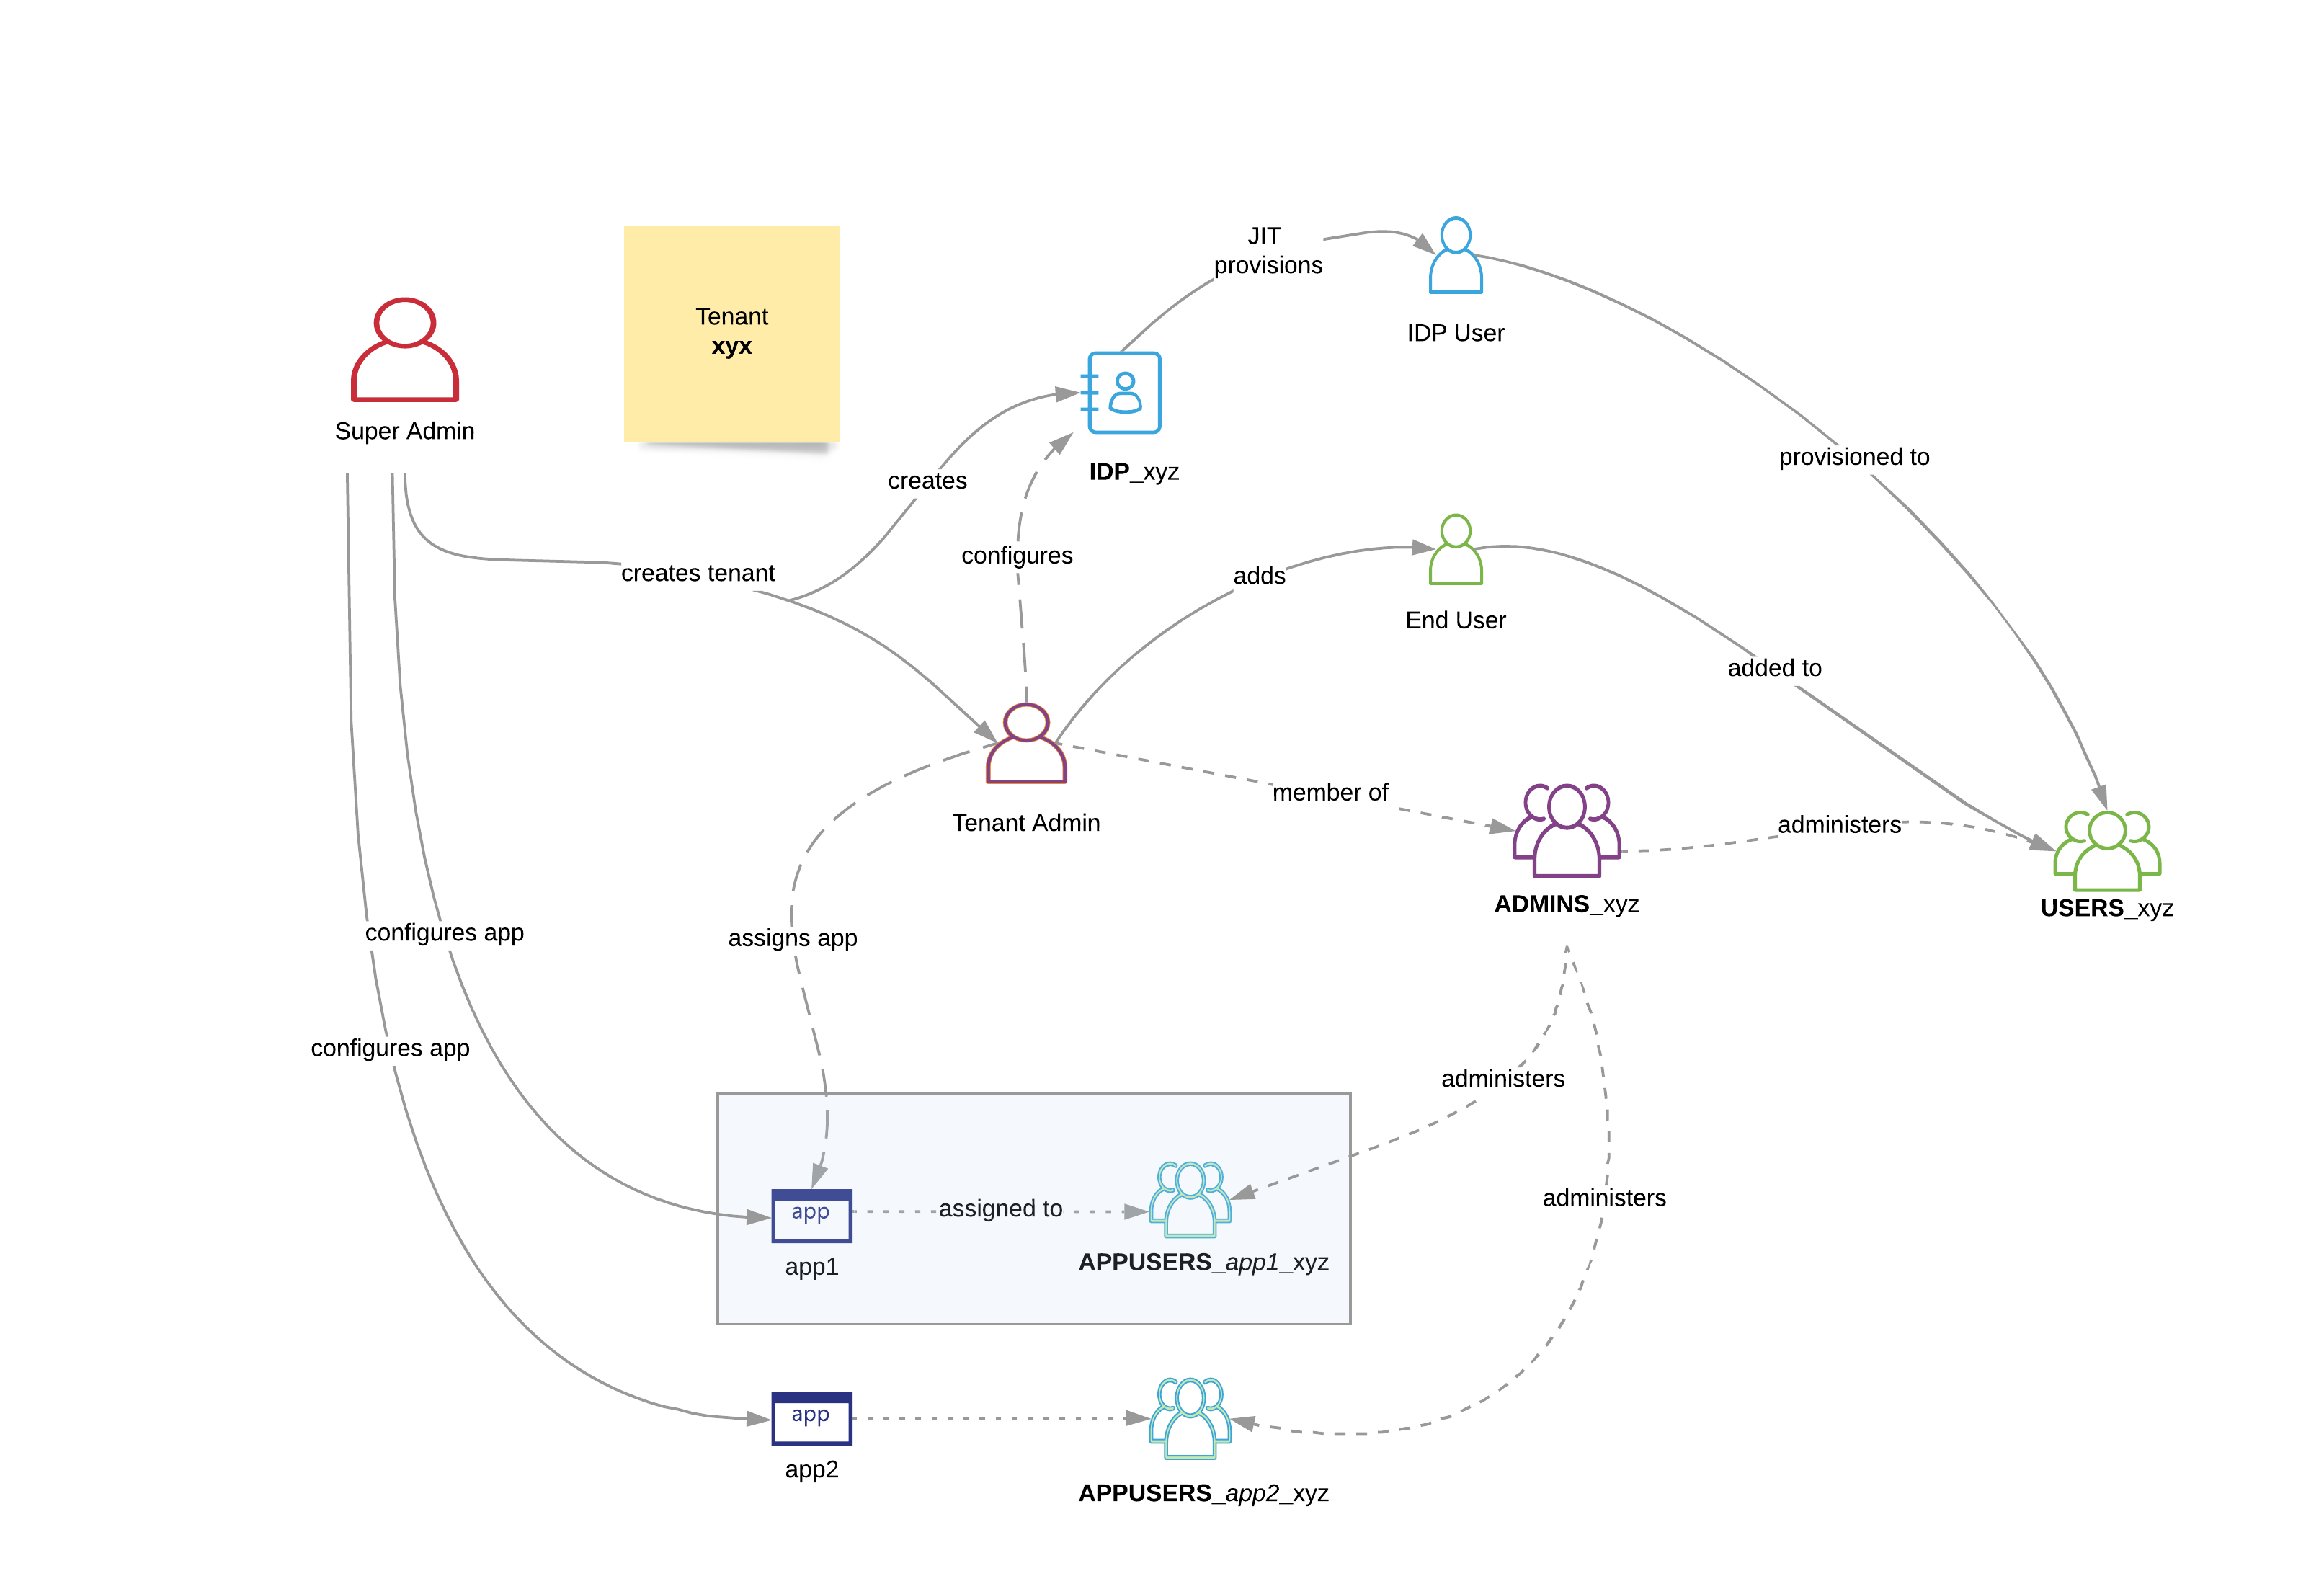 JIT
provisions
IDP User
Tenant
xyx
Super Admin
provisioned to
IDP_xyz
creates
configures
creates tenant
adds
End User
added to
member of
Tenant Admin
administers
ADMINS_xyz
USERS_xyz
configures app
assigns app
configures app
administers
administers
app
assigned to
app1
APPUSERS_app1_xyz
app
app2
APPUSERS_app2_xyz